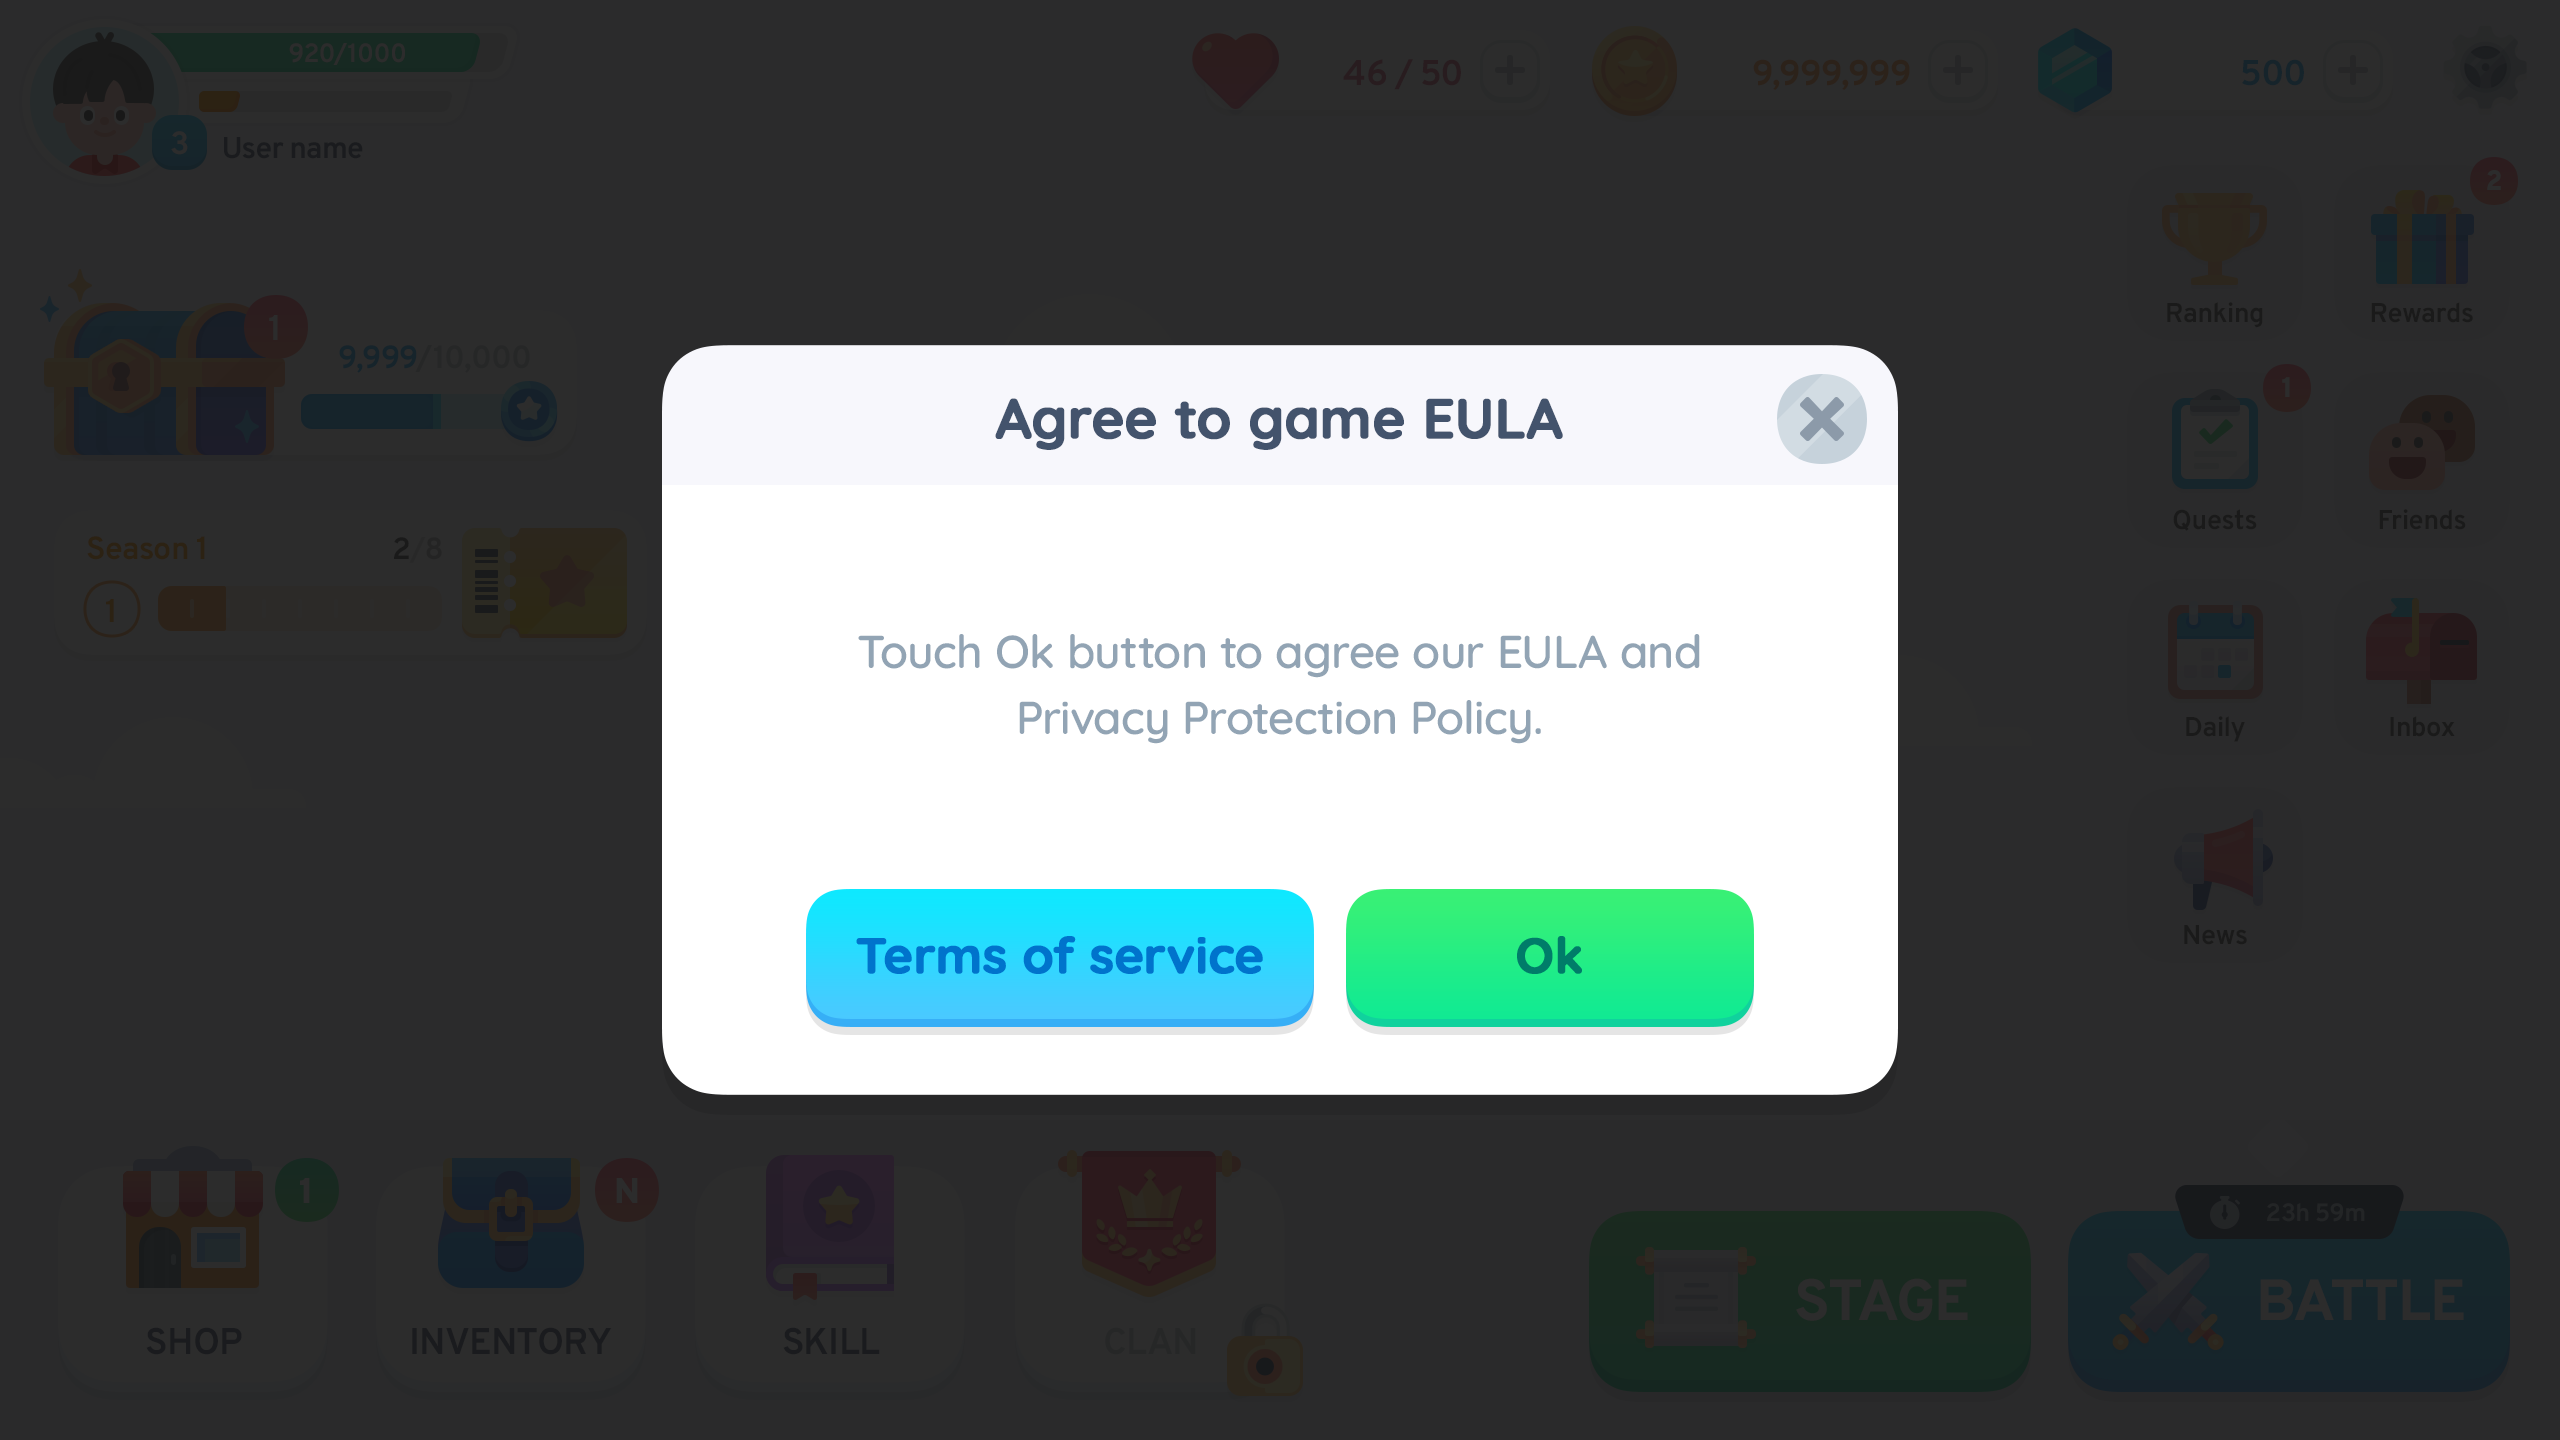 920/1000
3
User name
46 / 50
9,999,999
500
2
Ranking
Rewards
1
9,999/10,000
1
Quests
Friends
Season 1
2/8
1
1
Daily
Inbox
News
Agree to game EULA
Touch Ok button to agree our EULA and
Privacy Protection Policy.
Terms of service
Ok
1
SHOP
N
INVENTORY
SKILL
CLAN
STAGE
23h 59m
BATTLE